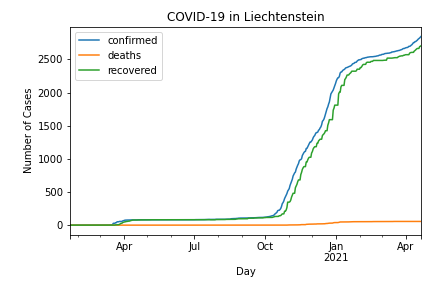 COVID-19 in Liechtenstein
confirmed
deaths
recovered
Number of Cases
2500
2000
1500
1000
500
0
Apr Jul Oct Jan Apr
2021
Day